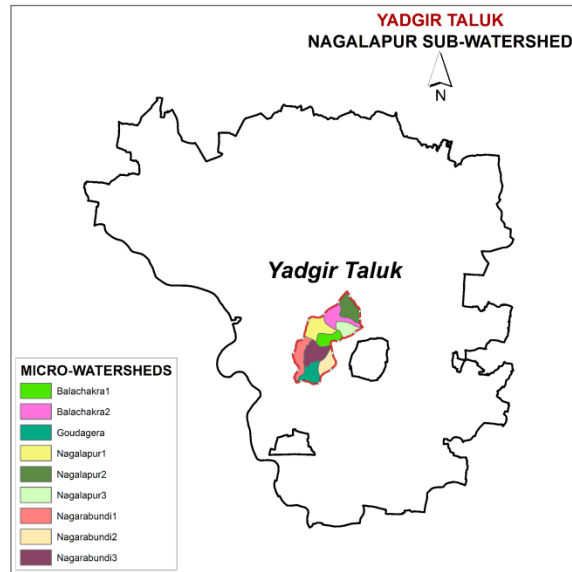 YADGIR TALUK
NAGALAPUR SUB-WATERSHED
N
Yadgir Taluk
MICRO-WATERSHEDS
Balachakra1
Balachakra2
Goudagera
Nagalapur1
Nagalapur2
Nagalapur3
Nagarabundi1
Nagarabundi2
Nagarabundi3